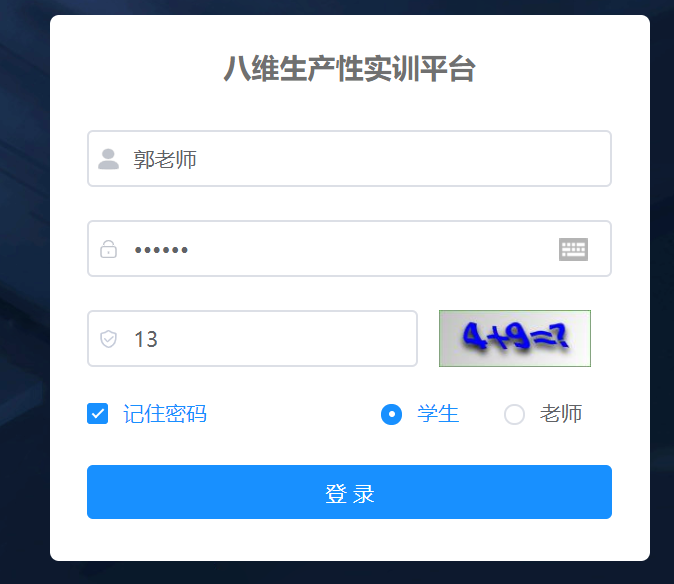 八维生产性实训平台
郭老师
••••••
13
4+9=?
记住密码
学生
老师
登 录